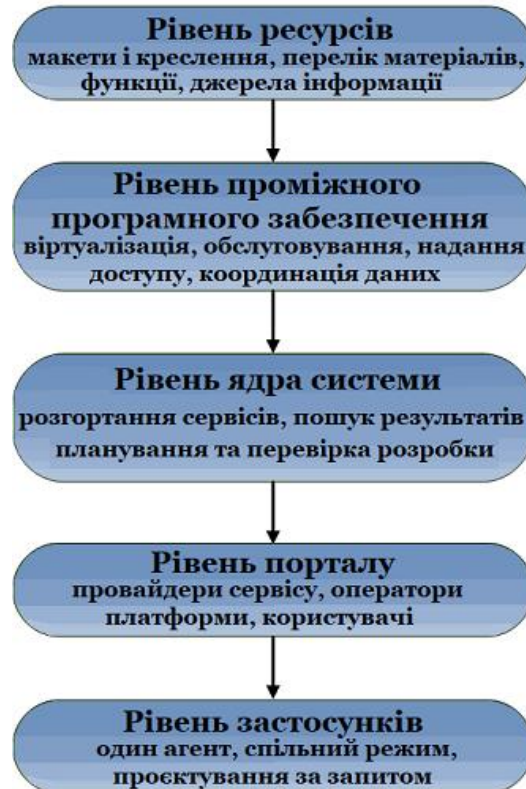 Рівень ресурсів
макети і креслення, перелік матеріалів,
функції, джерела інформації
Рівень проміжного
програмного забезпечення
віртуалізація, обслуговування, надання
доступу, координація даних
Рівень ядра системи
розгортання сервісів, пошук результатів
планування та перевірка розробки
Рівень порталу
провайдери сервісу, оператори
платформи, користувачі
Рівень застосунків
один агент, спільний режим,
проєктування за запитом